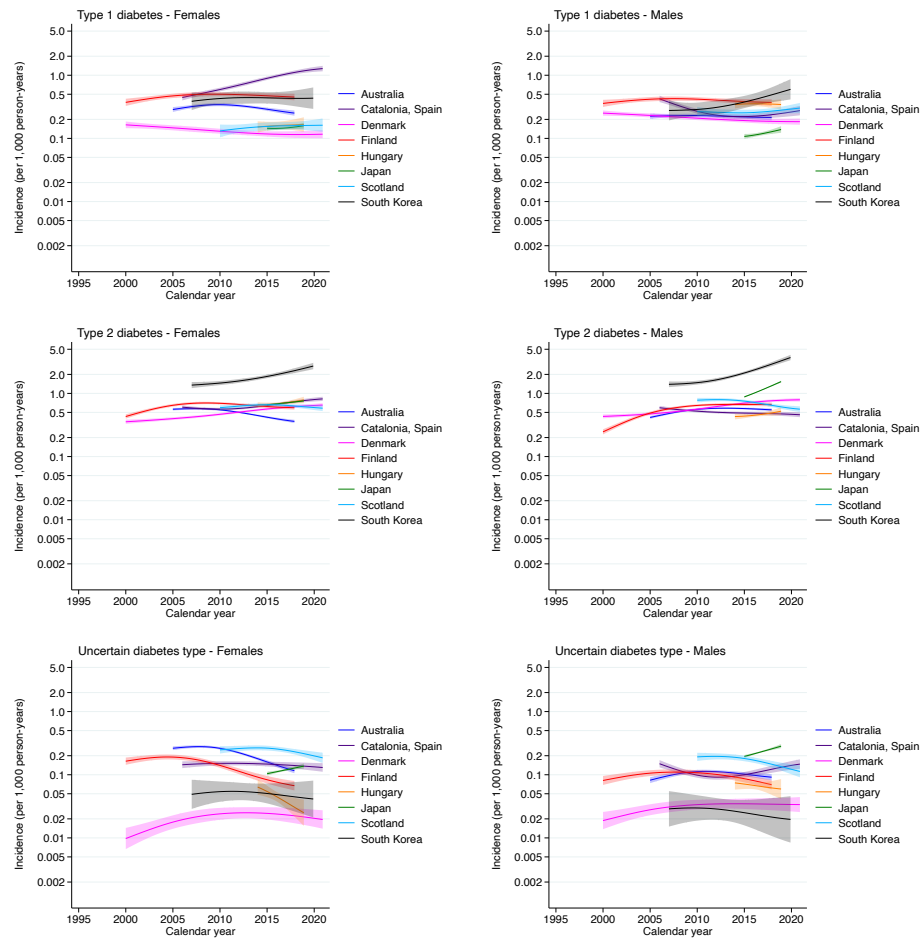 Type 1 diabetes - Females
Incidence (per 1,000 person-years)
5.0
2.0
1.0
0.5
0.2
0.1
0.05
0.02
0.01
0.005
0.002
1995 2000 2005 2010 2015 2020
Calendar year
Australia
Catalonia, Spain
Denmark
Finland
Hungary
Japan
Scotland
South Korea
Type 1 diabetes - Males
Incidence (per 1,000 person-years)
5.0
2.0
1.0
0.5
0.2
0.1
0.05
0.02
0.01
0.005
0.002
1995 2000 2005 2010 2015 2020
Calendar year
Australia
Catalonia, Spain
Denmark
Finland
Hungary
Japan
Scotland
South Korea
Type 2 diabetes - Females
Incidence (per 1,000 person-years)
5.0
2.0
1.0
0.5
0.2
0.1
0.05
0.02
0.01
0.005
0.002
1995 2000 2005 2010 2015 2020
Calendar year
Australia
Catalonia, Spain
Denmark
Finland
Hungary
Japan
Scotland
South Korea
Type 2 diabetes - Males
Incidence (per 1,000 person-years)
5.0
2.0
1.0
0.5
0.2
0.1
0.05
0.02
0.01
0.005
0.002
1995 2000 2005 2010 2015 2020
Calendar year
Australia
Catalonia, Spain
Denmark
Finland
Hungary
Japan
Scotland
South Korea
Uncertain diabetes type - Females
Incidence (per 1,000 person-years)
5.0
2.0
1.0
0.5
0.2
0.1
0.05
0.02
0.01
0.005
0.002
1995 2000 2005 2010 2015 2020
Calendar year
Australia
Catalonia, Spain
Denmark
Finland
Hungary
Japan
Scotland
South Korea
Uncertain diabetes type - Males
Incidence (per 1,000 person-years)
5.0
2.0
1.0
0.5
0.2
0.1
0.05
0.02
0.01
0.005
0.002
1995 2000 2005 2010 2015 2020
Calendar year
Australia
Catalonia, Spain
Denmark
Finland
Hungary
Japan
Scotland
South Korea